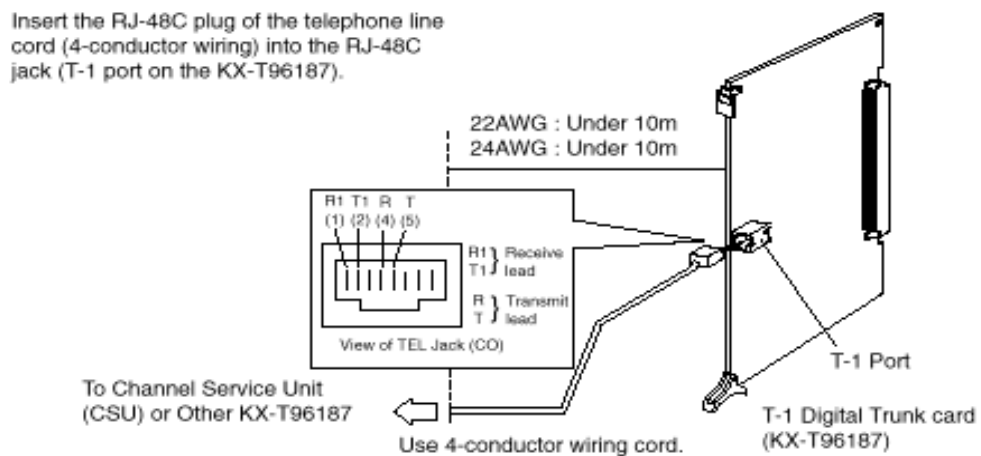 Insert the RJ-48C plug of the telephone line
cord (4-conductor wiring) into the RJ-48C
jack (T-1 port on the KX-T96187).
22AWG : Under 10m
24AWG : Under 10m
R1 T1 R T
(1) (2) (4) (5)
R1 } Receive
T1 lead
R } Transmit
T lead
View of TEL Jack (CO)
T-1 Port
To Channel Service Unit
(CSU) or Other KX-T96187
T-1 Digital Trunk card
(KX-T96187)
Use 4-conductor wiring cord.